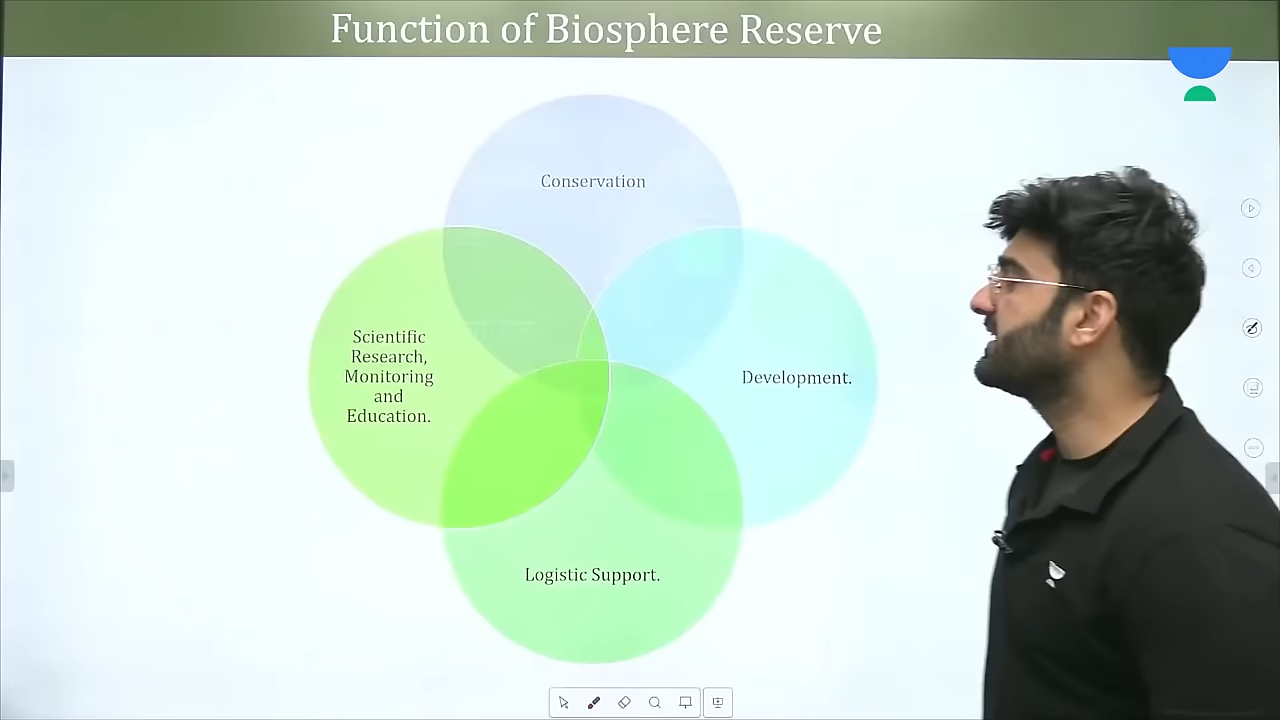 Function of Biosphere Reserve
Conservation
Scientific
Research,
Monitoring
and
Education.
Development.
Logistic Support.